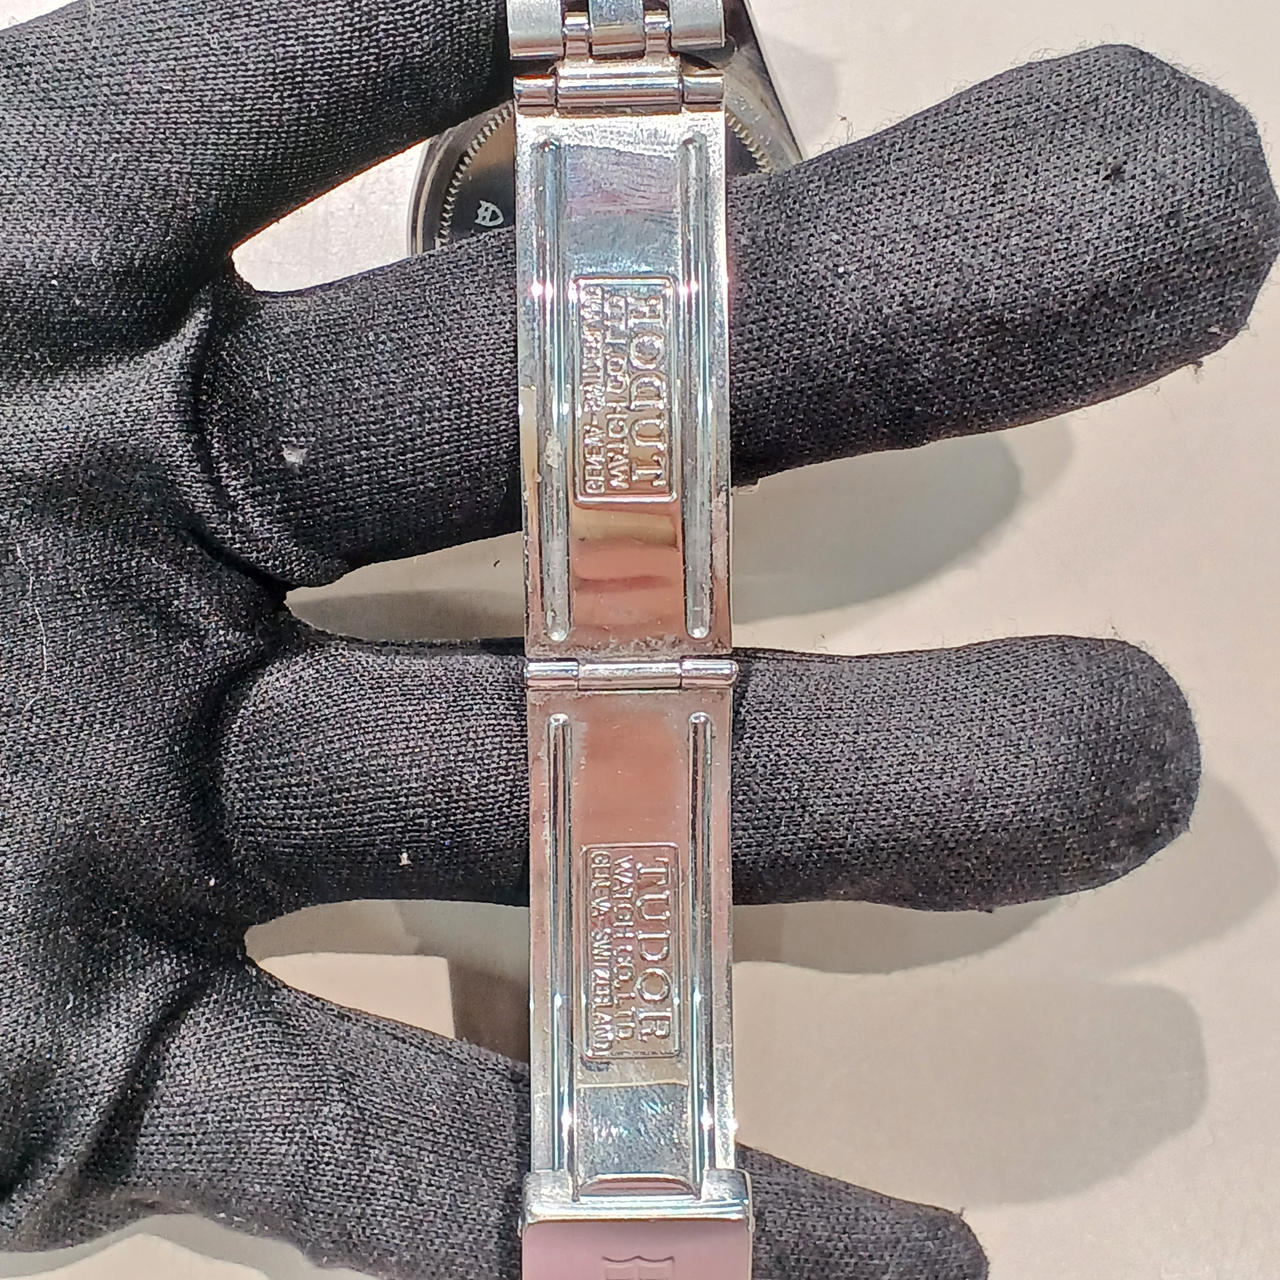 TUDOR
WATCH CO. LTD.
GENEVA-SWITZERLAND
TUDOR
WATCH CO. LTD.
GENEVA-SWITZERLAND